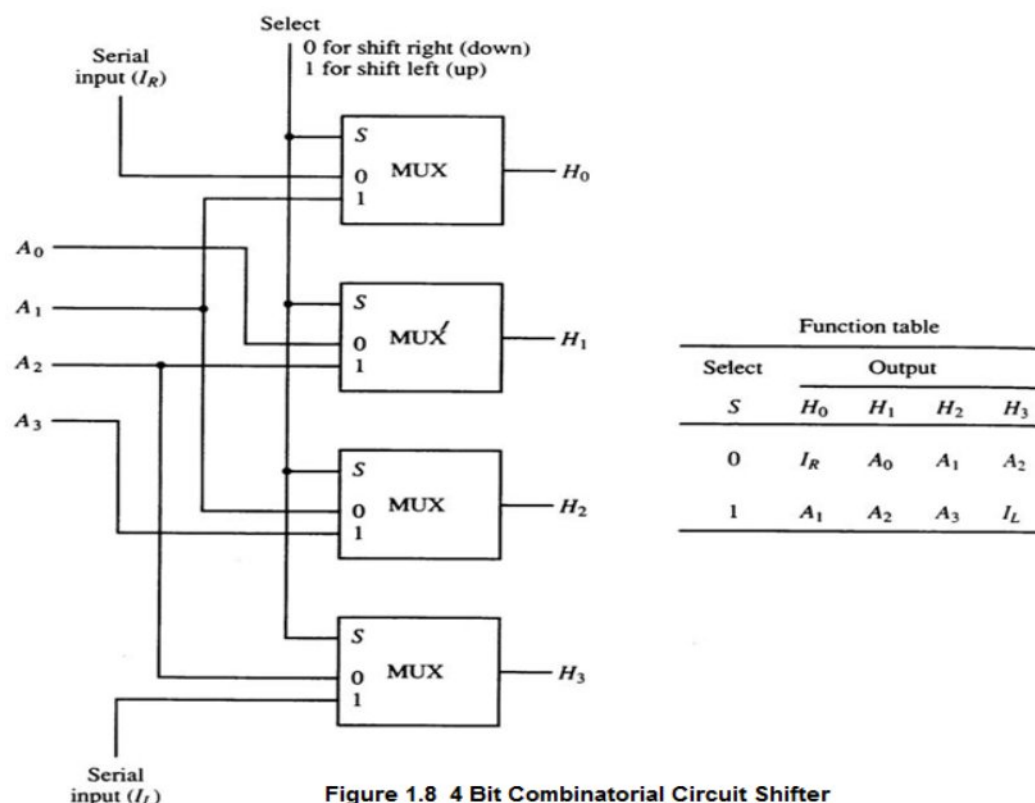 Select
0 for shift right (down)
1 for shift left (up)
Serial
input (I_R)
S
0 MUX
1
H_0
A_0
A_1
A_2
A_3
S
0 MUX
1
H_1
S
0 MUX
1
H_2
S
0 MUX
1
H_3
Serial
input (I_L)
Function table
Select Output
S H_0 H_1 H_2 H_3
0 I_R A_0 A_1 A_2
1 A_1 A_2 A_3 I_L
Figure 1.8 4 Bit Combinatorial Circuit Shifter